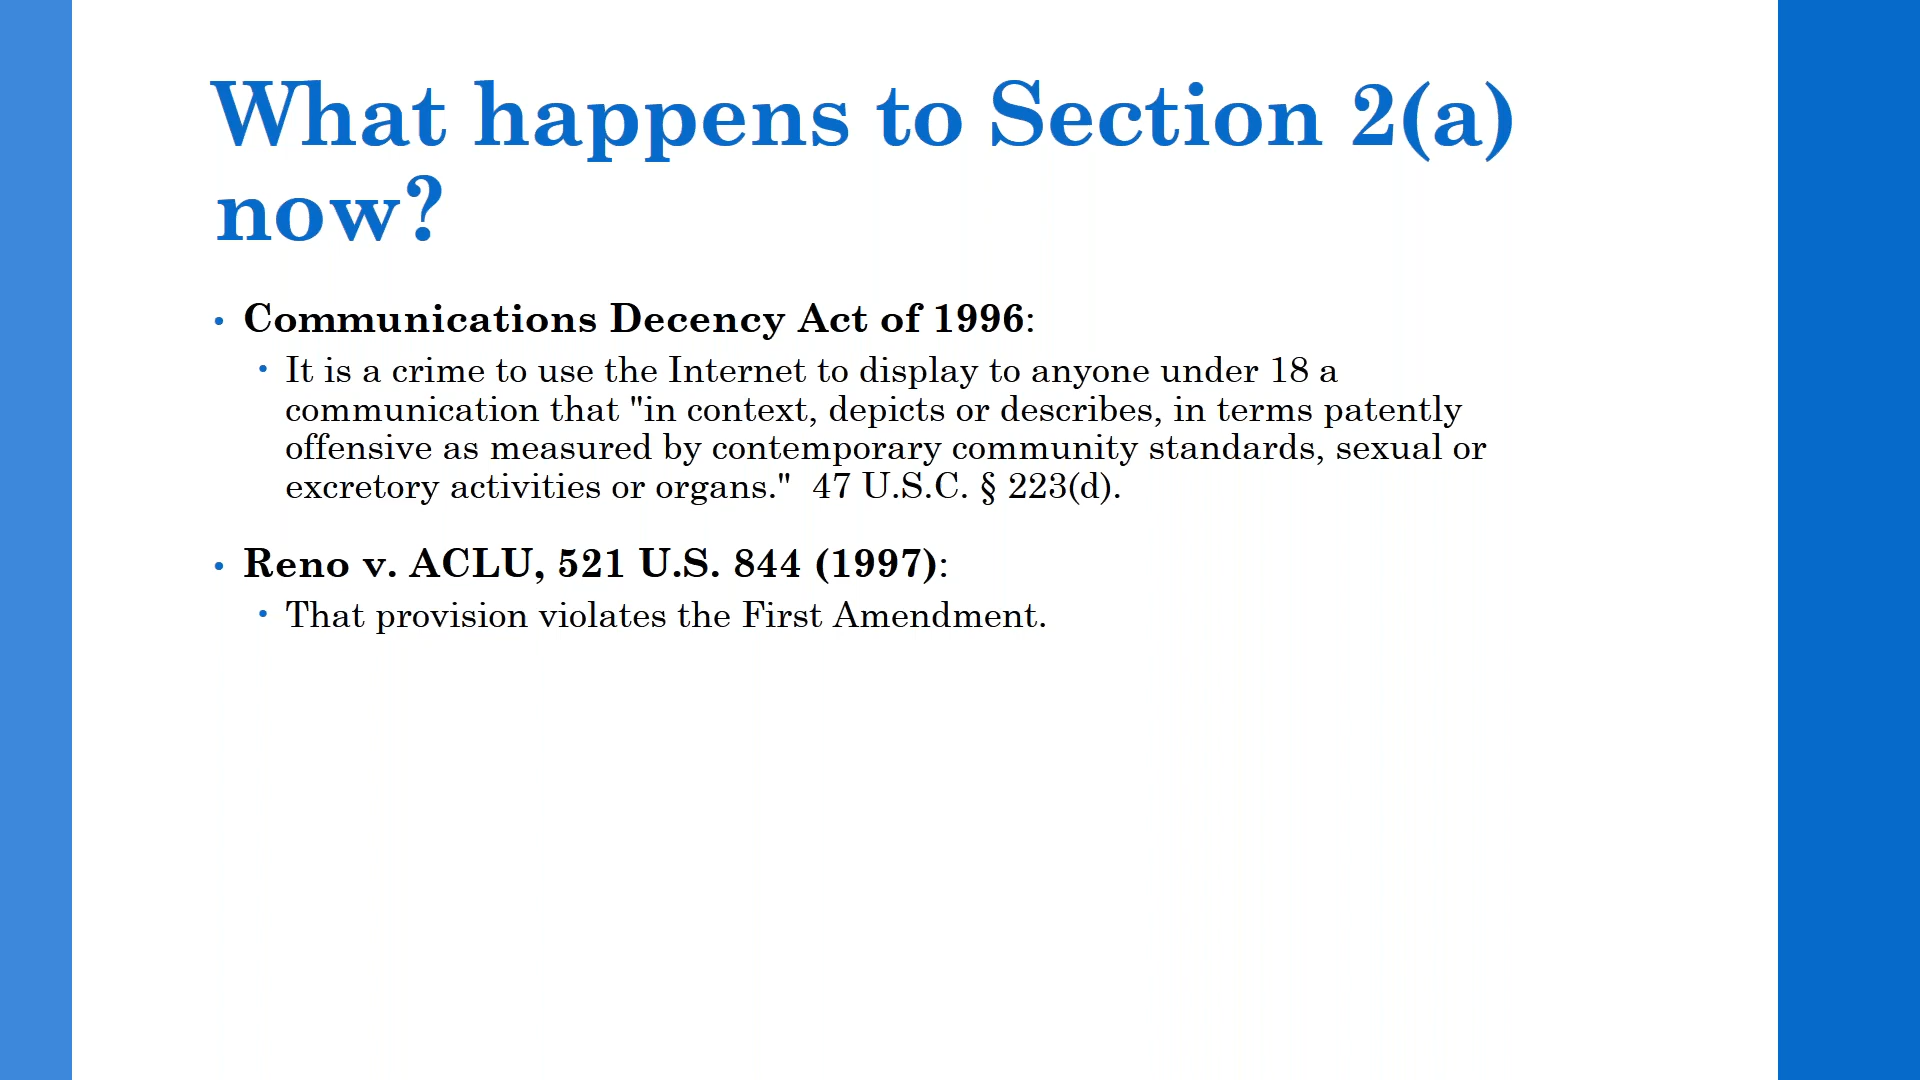 What happens to Section 2(a)
now?
• Communications Decency Act of 1996:
• It is a crime to use the Internet to display to anyone under 18 a
communication that "in context, depicts or describes, in terms patently
offensive as measured by contemporary community standards, sexual or
excretory activities or organs."  47 U.S.C. § 223(d).
• Reno v. ACLU, 521 U.S. 844 (1997):
• That provision violates the First Amendment.